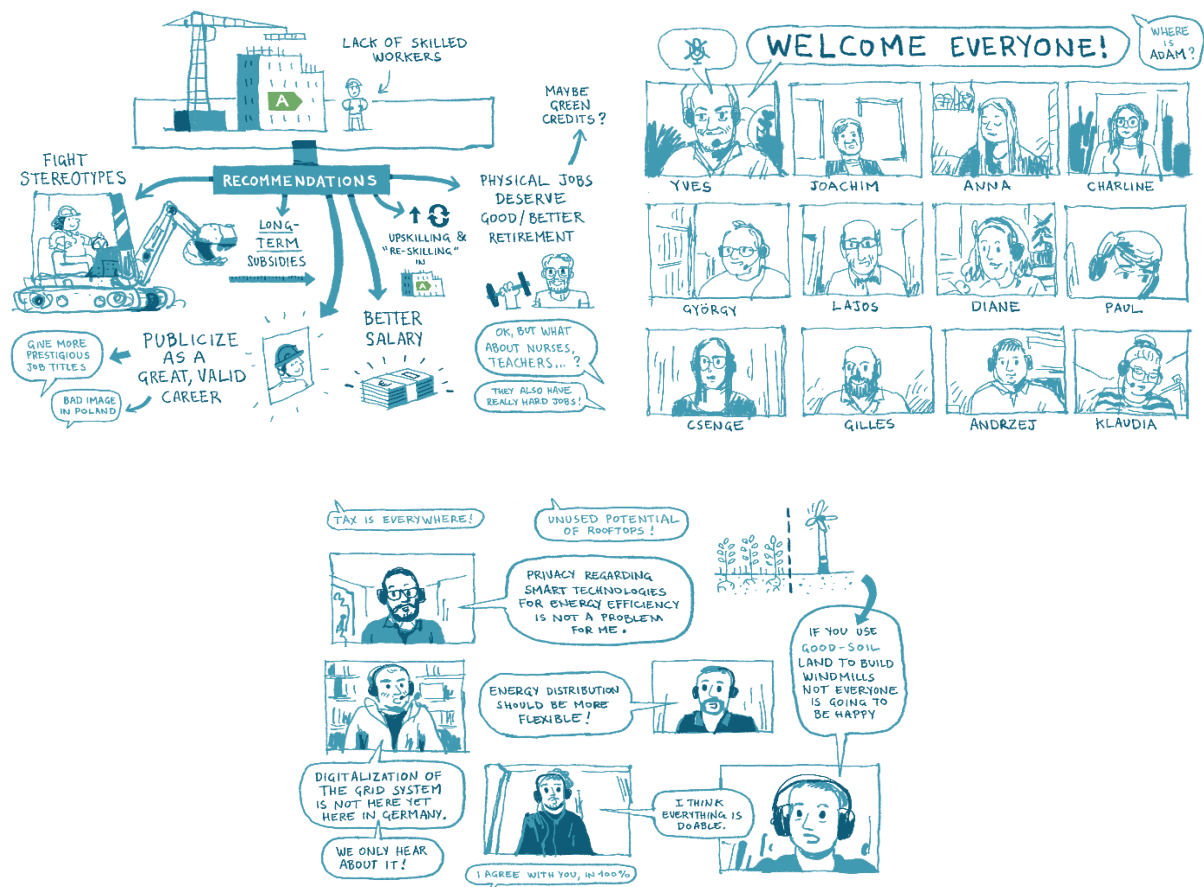 LACK OF SKILLED
WORKERS
A
RECOMMENDATIONS
FIGHT
STEREOTYPES
LONG-
TERM
SUBSIDIES
UPSKILLING &
"RE-SKILLING"
IN
A
PHYSICAL JOBS
DESERVE
GOOD/BETTER
RETIREMENT
MAYBE
GREEN
CREDITS?
OK, BUT WHAT
ABOUT NURSES,
TEACHERS...?
THEY ALSO HAVE
REALLY HARD JOBS!
BETTER
SALARY
PUBLICIZE
AS A
GREAT, VALID
CAREER
GIVE MORE
PRESTIGIOUS
JOB TITLES
BAD IMAGE
IN POLAND
WELCOME EVERYONE!
WHERE
IS
ADAM?
YVES
JOACHIM
ANNA
CHARLINE
GYÖRGY
LAJOS
DIANE
PAUL
CSENGE
GILLES
ANDRZEJ
KLAUDIA
TAX IS EVERYWHERE!
UNUSED POTENTIAL
OF ROOFTOPS!
PRIVACY REGARDING
SMART TECHNOLOGIES
FOR ENERGY EFFICIENCY
IS NOT A PROBLEM
FOR ME.
IF YOU USE
GOOD-SOIL
LAND TO BUILD
WINDMILLS
NOT EVERYONE
IS GOING TO
BE HAPPY
ENERGY DISTRIBUTION
SHOULD BE MORE
FLEXIBLE!
DIGITALIZATION OF
THE GRID SYSTEM
IS NOT HERE YET
HERE IN GERMANY.
WE ONLY HEAR
ABOUT IT!
I THINK
EVERYTHING IS
DOABLE.
I AGREE WITH YOU, IN 100%